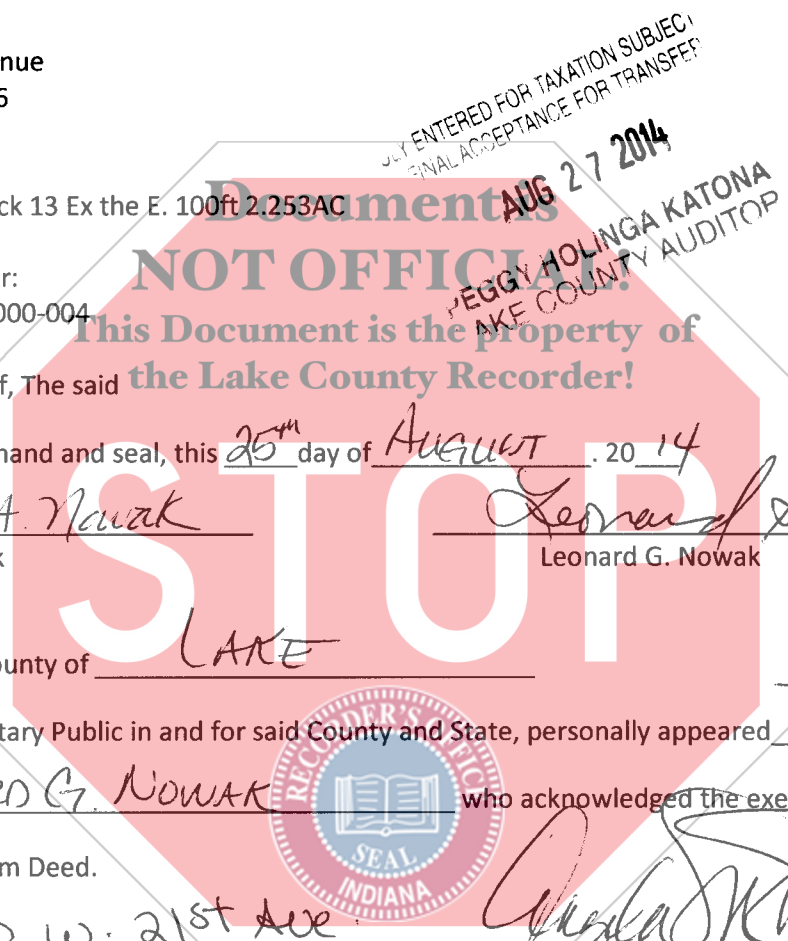 nue
6
ULY ENTERED FOR TAXATION SUBJECT
FINAL ACCEPTANCE FOR TRANSFER
AUG 27 2014
PEGGY HOLINGA KATONA
LAKE COUNTY AUDITOR
ck 13 Ex the E. 100ft 2.253AC
Document is
NOT OFFICIAL!
r:
000-004
This Document is the property of
the Lake County Recorder!
f, The said
hand and seal, this 25th day of August . 20 14
A. Nowak
Leonard G
k
Leonard G. Nowak
STOP
ounty of LAKE
tary Public in and for said County and State, personally appeared
RD G. NOWAK who acknowledged the exe
m Deed.
RECORDER'S OFFICE
SEAL
INDIANA
W. 21st Ave.